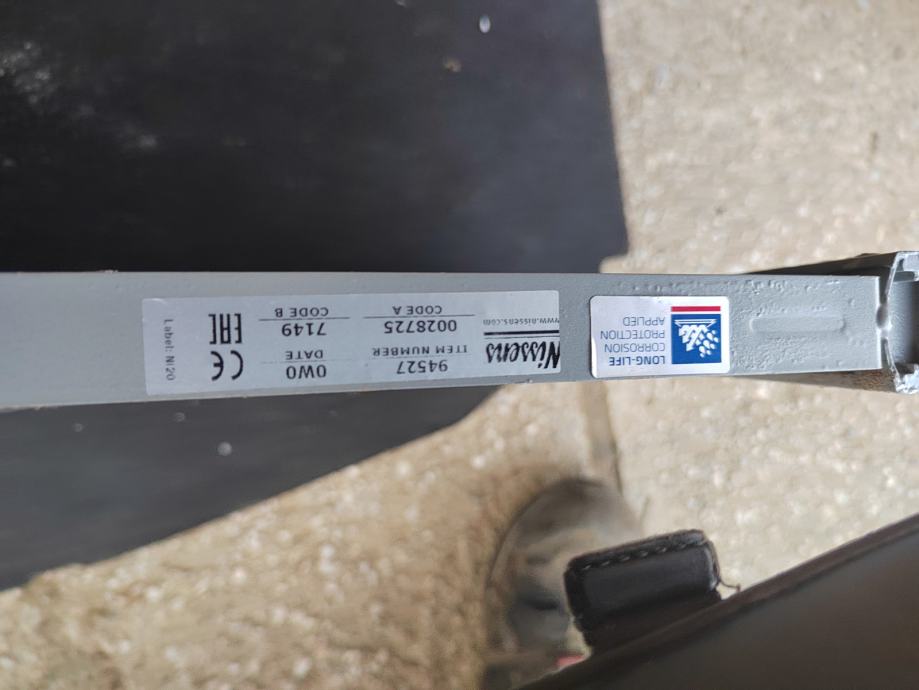 Nissens
www.nissens.com
ITEM NUMBER
94527
DATE
0W0
CODE A
0028725
CODE B
7149
CE
EAC
Label: Ni20
LONG-LIFE
CORROSION
PROTECTION
APPLIED